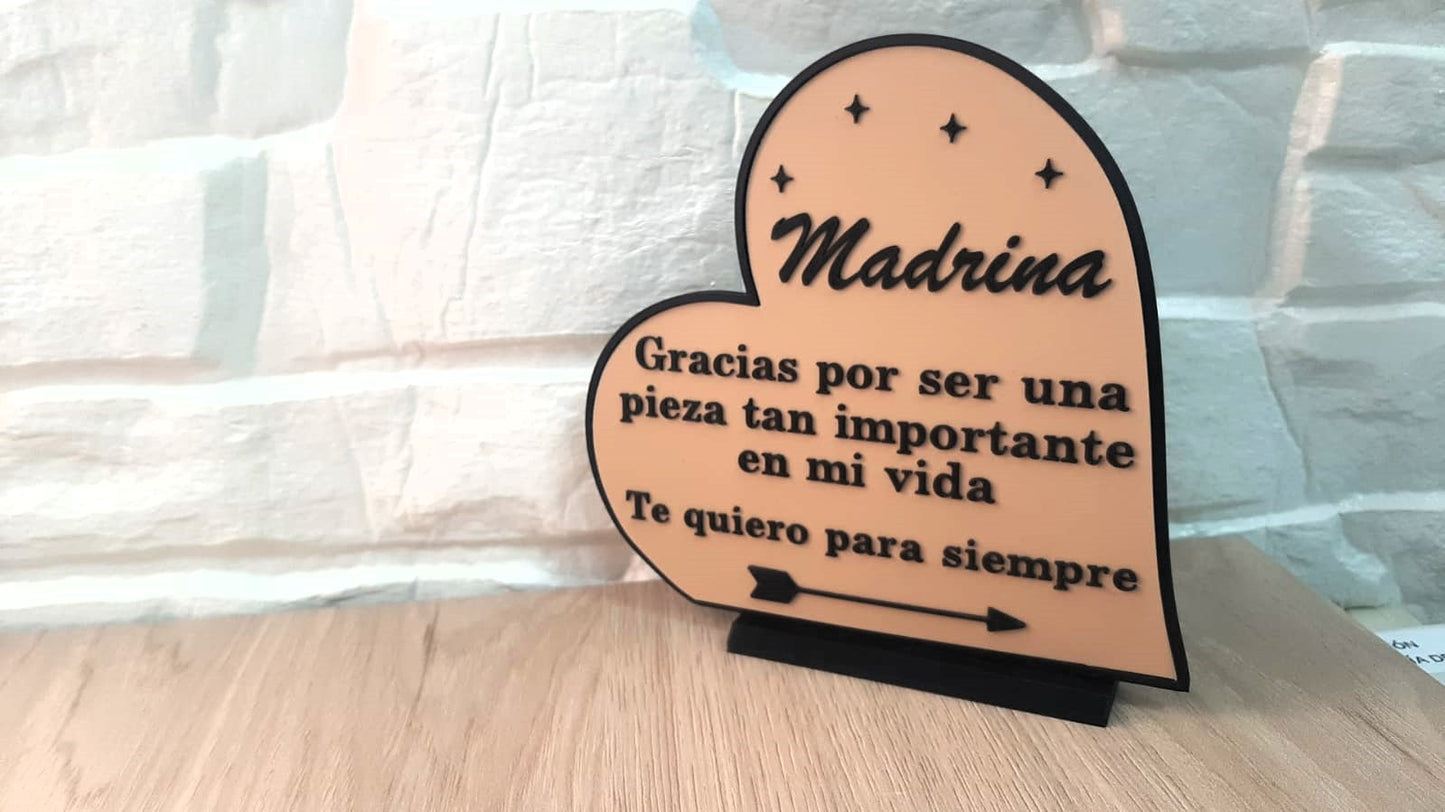 Madrina
Gracias por ser una
pieza tan importante
en mi vida
Te quiero para siempre